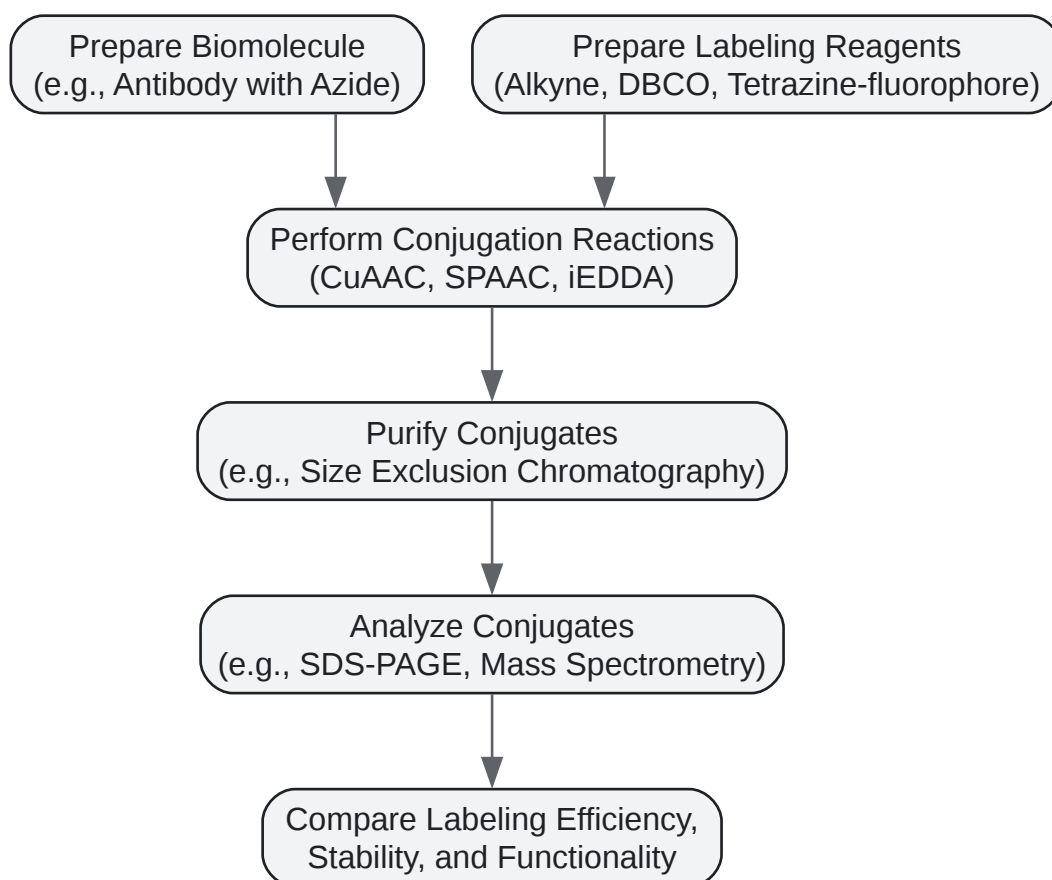 Prepare Biomolecule
(e.g., Antibody with Azide)
Prepare Labeling Reagents
(Alkyne, DBCO, Tetrazine-fluorophore)
Perform Conjugation Reactions
(CuAAC, SPAAC, iEDDA)
Purify Conjugates
(e.g., Size Exclusion Chromatography)
Analyze Conjugates
(e.g., SDS-PAGE, Mass Spectrometry)
Compare Labeling Efficiency,
Stability, and Functionality